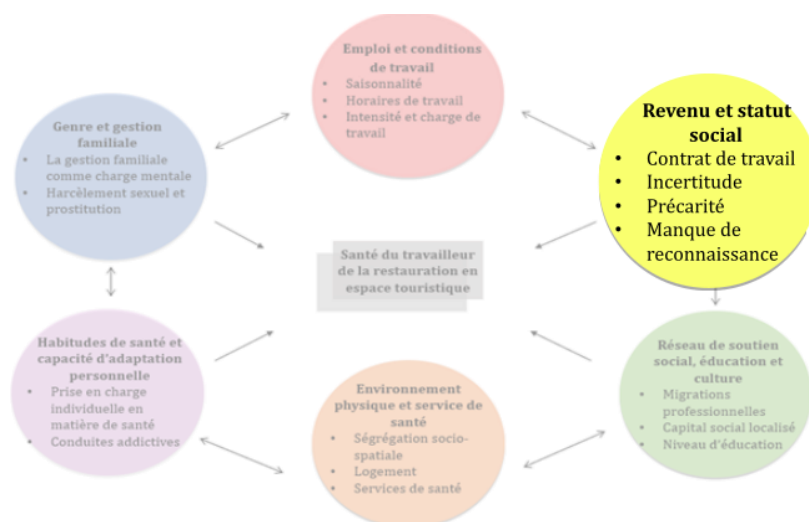 Emploi et conditions
de travail
• Saisonnalité
• Horaires de travail
• Intensité et charge de
travail
Genre et gestion
familiale
• La gestion familiale
comme charge mentale
• Harcèlement sexuel et
prostitution
Revenu et statut
social
• Contrat de travail
• Incertitude
• Précarité
• Manque de
reconnaissance
Santé du travailleur
de la restauration en
espace touristique
Habitudes de santé et
capacité d'adaptation
personnelle
• Prise en charge
individuelle en
matière de santé
• Conduites addictives
Environnement
physique et service de
santé
• Ségrégation socio-
spatiale
• Logement
• Services de santé
Réseau de soutien
social, éducation et
culture
• Migrations
professionnelles
• Capital social localisé
• Niveau d'éducation